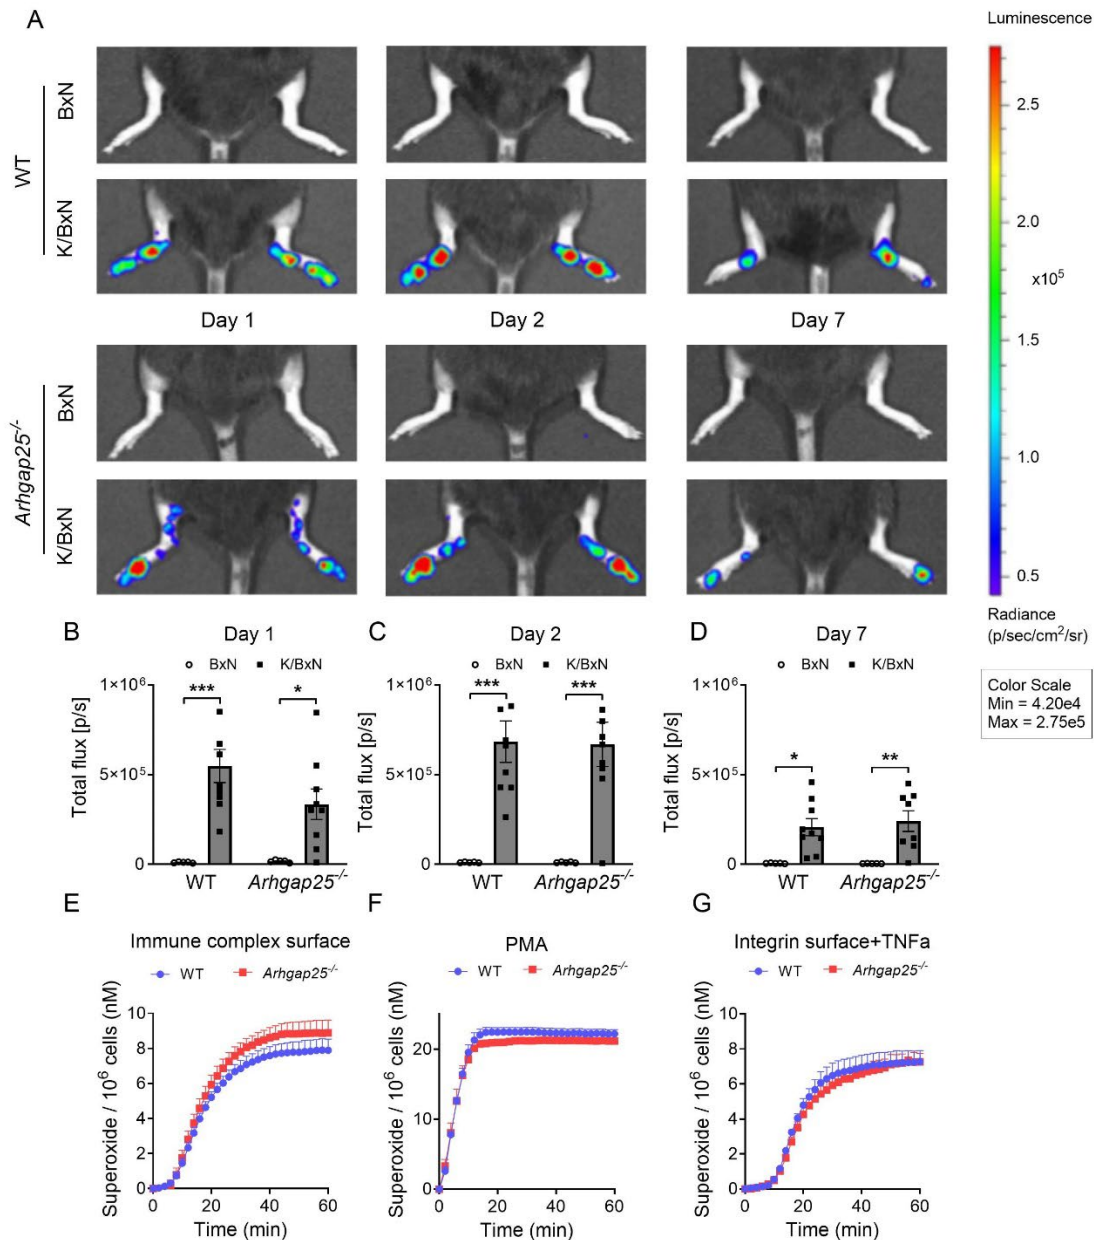 A
Luminescence
WT
BxN
K/BxN
Day 1
Day 2
Day 7
Arhgap25-/-
BxN
K/BxN
2.5
2.0
x10⁵
1.5
1.0
0.5
Radiance
(p/sec/cm²/sr)
Color Scale
Min = 4.20e4
Max = 2.75e5
B
Day 1
BxN K/BxN
Total flux [p/s]
1×10⁶
5×10⁵
0
***
*
WT Arhgap25-/-
C
Day 2
BxN K/BxN
Total flux [p/s]
1×10⁶
5×10⁵
0
***
***
WT Arhgap25-/-
D
Day 7
BxN K/BxN
Total flux [p/s]
1×10⁶
5×10⁵
0
*
**
WT Arhgap25-/-
E
Immune complex surface
WT Arhgap25-/-
Superoxide / 10⁶ cells (nM)
10
8
6
4
2
0
0 20 40 60
Time (min)
F
PMA
WT Arhgap25-/-
Superoxide / 10⁶ cells (nM)
20
10
0
0 20 40 60
Time (min)
G
Integrin surface+TNFa
WT Arhgap25-/-
Superoxide / 10⁶ cells (nM)
10
8
6
4
2
0
0 20 40 60
Time (min)